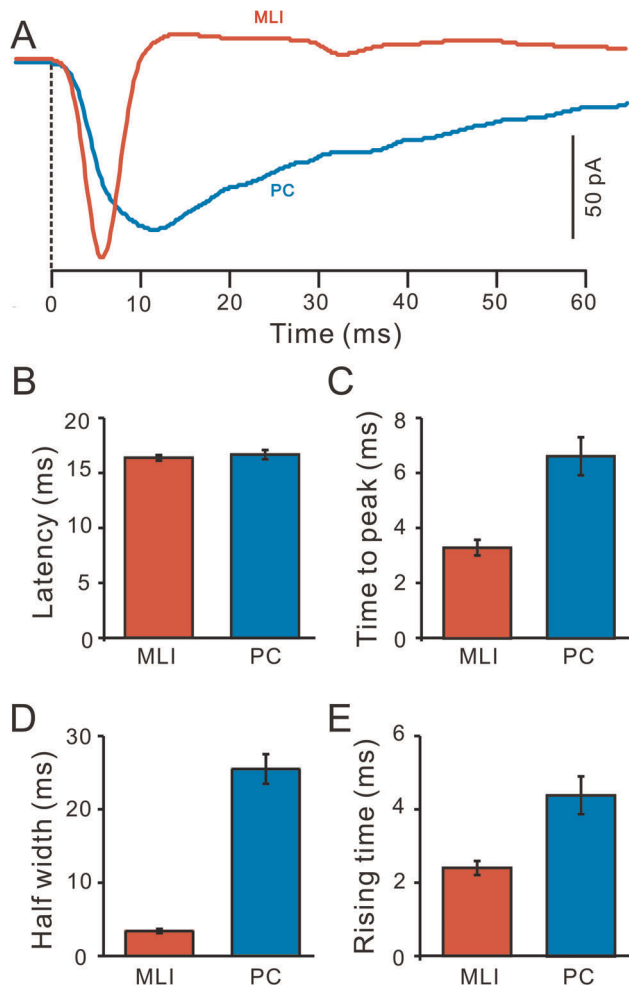 A
MLI
PC
50 pA
0 10 20 30 40 50 60
Time (ms)
B
Latency (ms)
20
15
10
5
0
MLI PC
C
Time to peak (ms)
8
6
4
2
0
MLI PC
D
Half width (ms)
30
20
10
0
MLI PC
E
Rising time (ms)
6
4
2
0
MLI PC